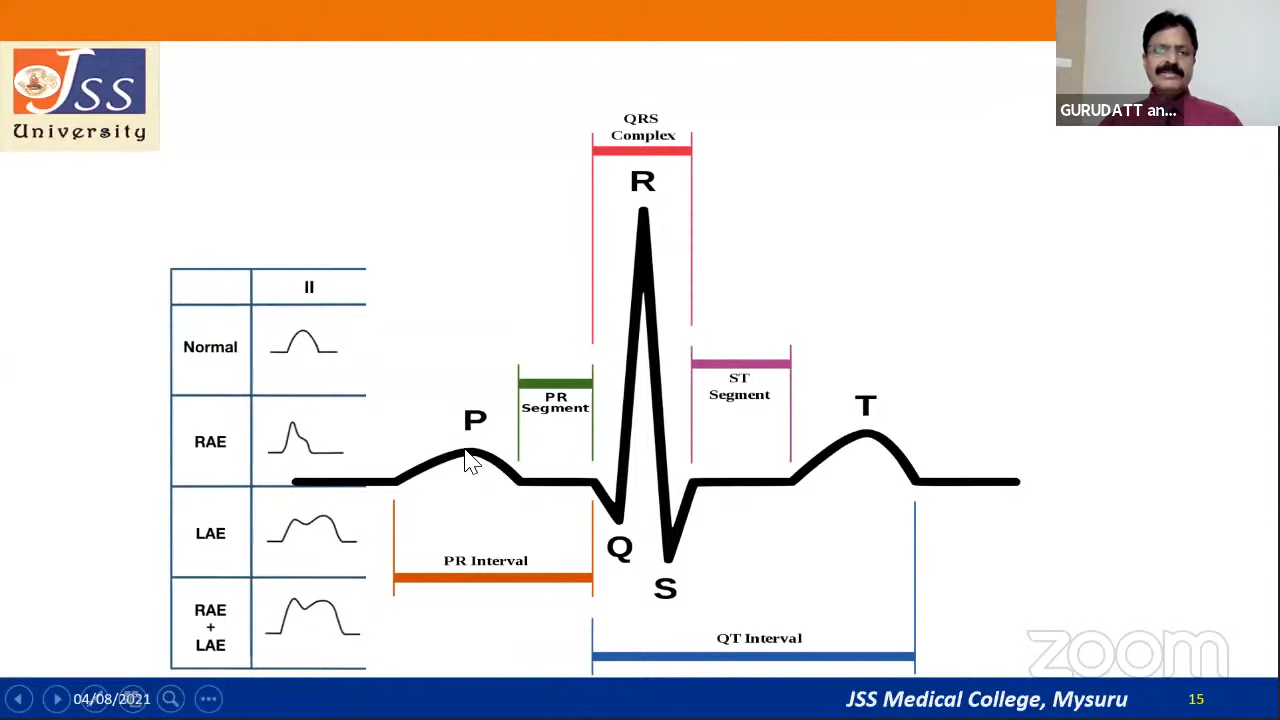 JSS
University
GURUDATT an...
QRS
Complex
R
II
Normal
RAE
LAE
RAE
+
LAE
P
PR
Segment
ST
Segment
T
Q
S
PR Interval
QT Interval
zoom
04/08/2021
JSS Medical College, Mysuru
15